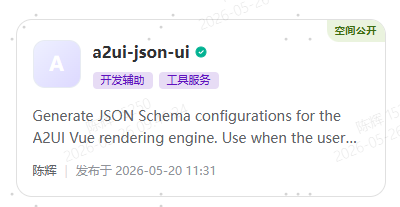 空间公开
A
a2ui-json-ui
开发辅助 工具服务
Generate JSON Schema configurations for the
A2UI Vue rendering engine. Use when the user...
陈辉 | 发布于 2026-05-20 11:31